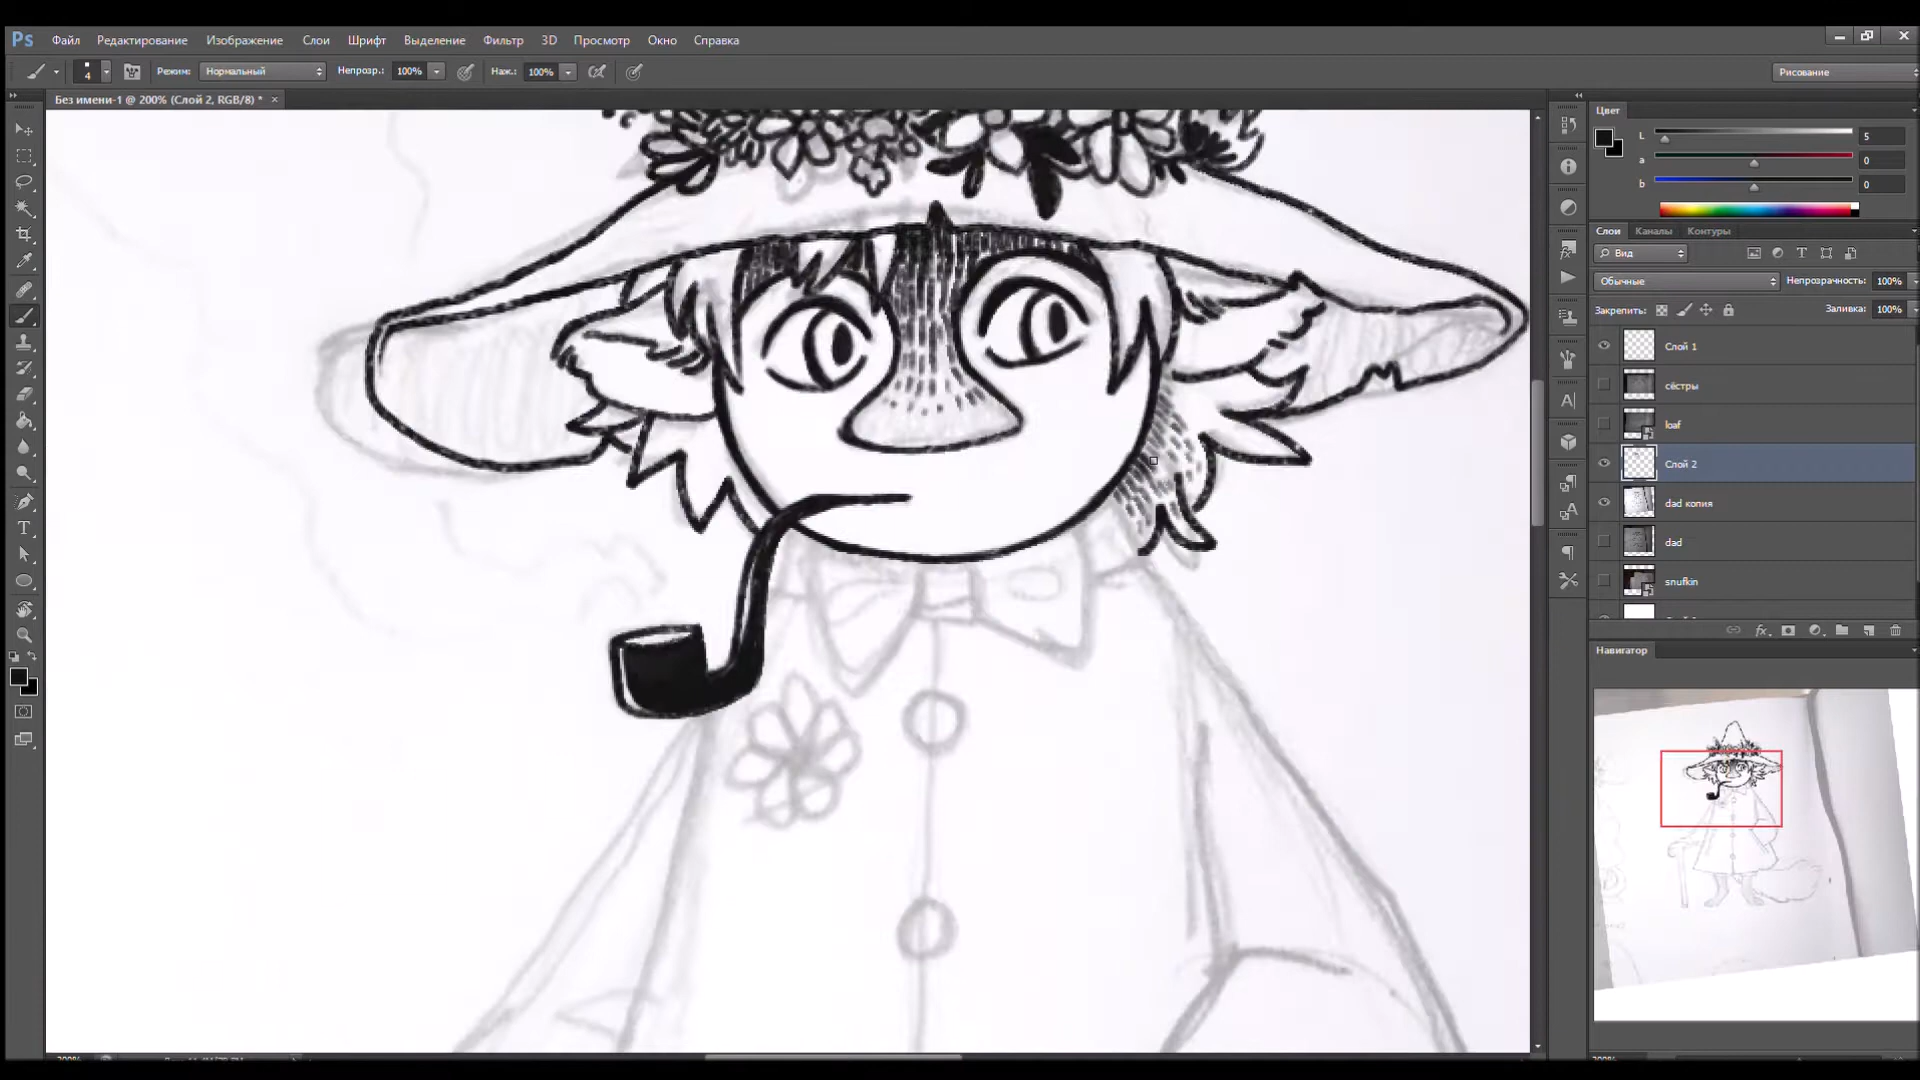 Ps Файл Редактирование Изображение Слои Шрифт Выделение Фильтр 3D Просмотр Окно Справка
4 Режим: Нормальный Непрозр.: 100% Наж.: 100% Рисование
Без имени-1 @ 200% (Слой 2, RGB/8) * ×
Цвет
L 5
a 0
b 0
Слои Каналы Контуры
Вид
Обычные Непрозрачность: 100%
Закрепить: Заливка: 100%
Слой 1
сёстры
loaf
Слой 2
dad копия
dad
snufkin
Навигатор